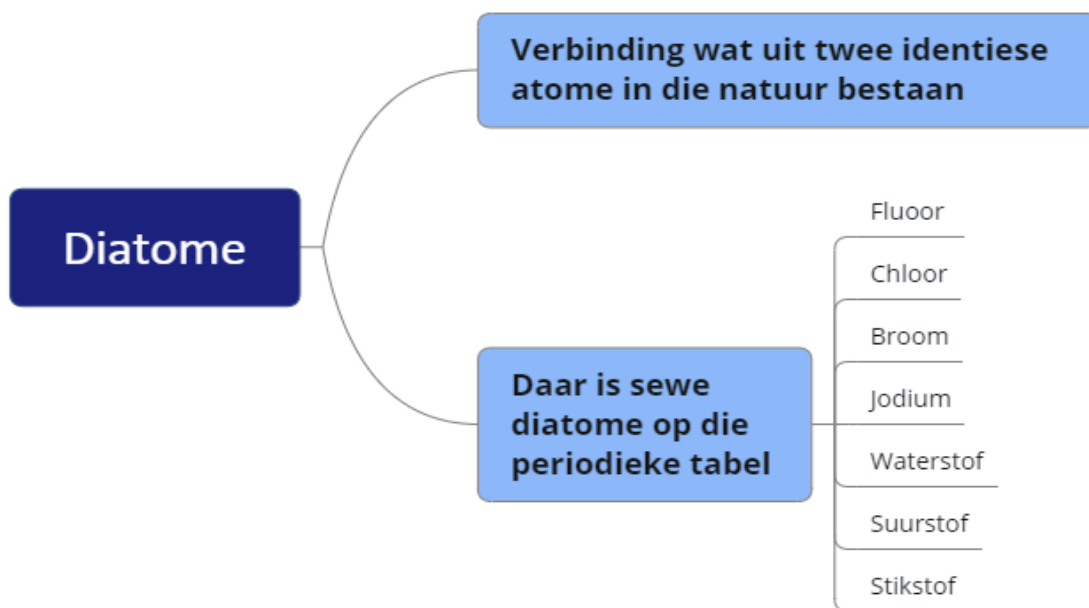 Verbinding wat uit twee identiese
atome in die natuur bestaan
Diatome
Daar is sewe
diatome op die
periodieke tabel
Fluoor
Chloor
Broom
Jodium
Waterstof
Suurstof
Stikstof